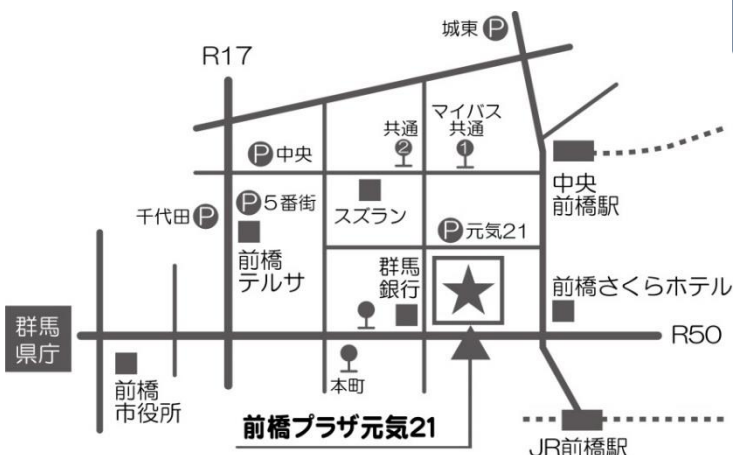 城東 P
R17
マイバス
共通
1
共通
2
P 中央
中央
前橋駅
P 5番街
千代田 P
スズラン
P 元気21
前橋
テルサ
群馬
銀行
前橋さくらホテル
群馬
県庁
R50
前橋
市役所
本町
前橋プラザ元気21
JR前橋駅